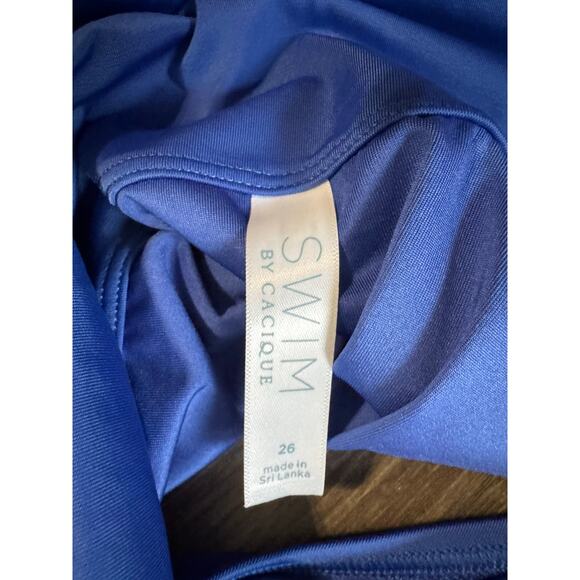 SWIM
BY CACIQUE
26
made in
Sri Lanka